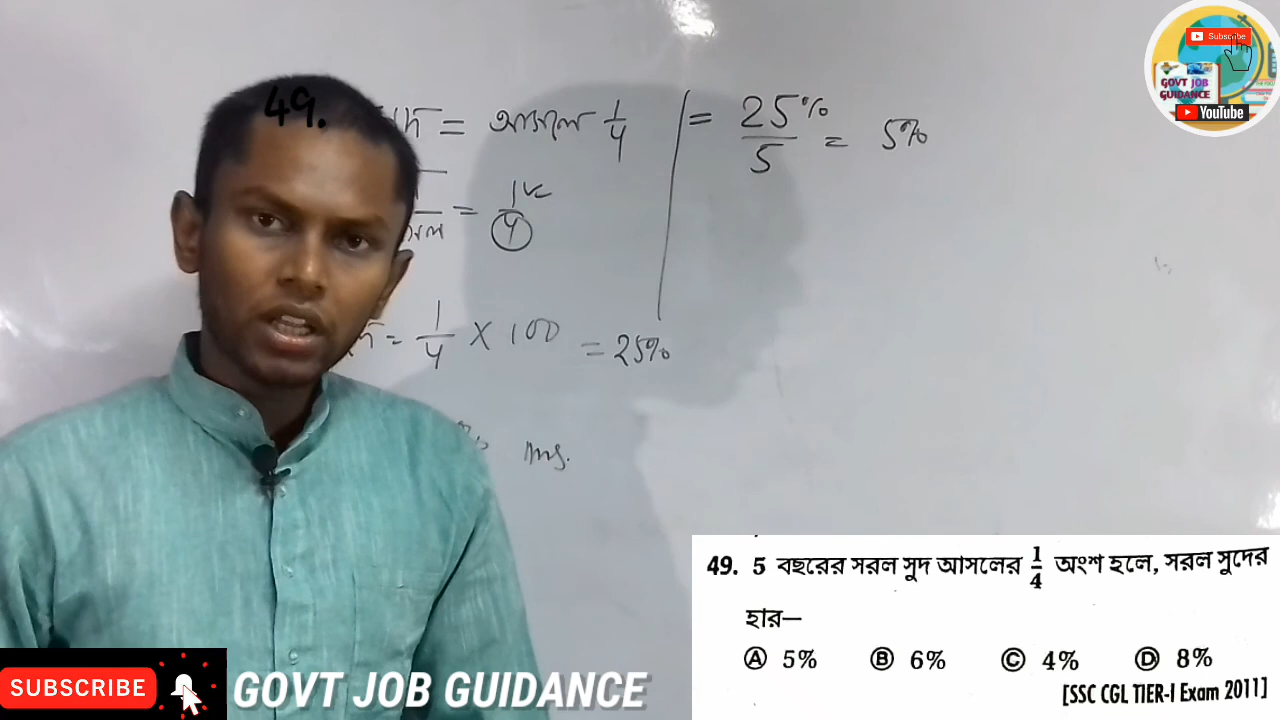 49.
= আসল 1/4
= 1/4
= 1/4 × 100 = 25%
Ans.
= 25%/5 = 5%
Subscribe
GOVT JOB
GUIDANCE
YouTube
49. 5 বছরের সরল সুদ আসলের 1/4 অংশ হলে, সরল সুদের
হার—
Ⓐ 5% Ⓑ 6% Ⓒ 4% Ⓓ 8%
[SSC CGL TIER-I Exam 2011]
SUBSCRIBE
GOVT JOB GUIDANCE